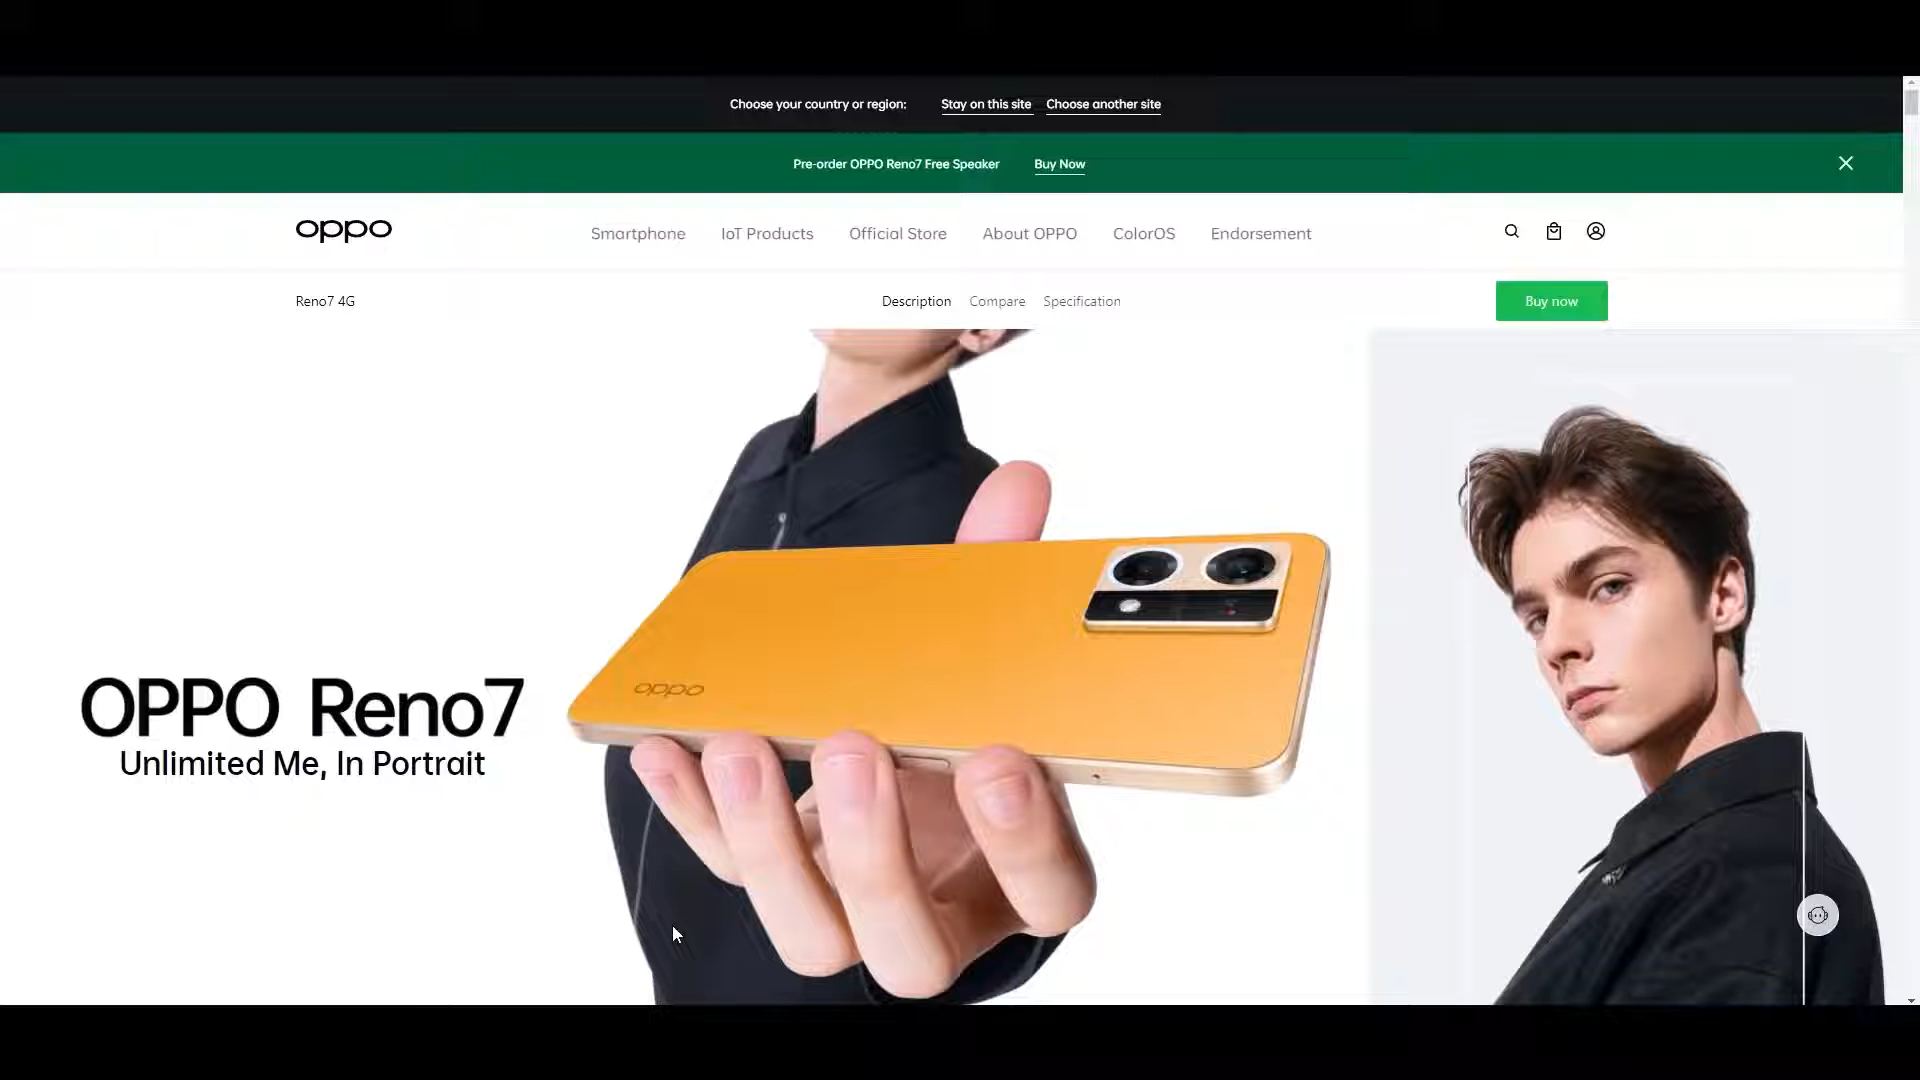 Choose your country or region: Stay on this site Choose another site
Pre-order OPPO Reno7 Free Speaker Buy Now
oppo Smartphone IoT Products Official Store About OPPO ColorOS Endorsement
Reno7 4G Description Compare Specification Buy now
oppo
OPPO Reno7
Unlimited Me, In Portrait